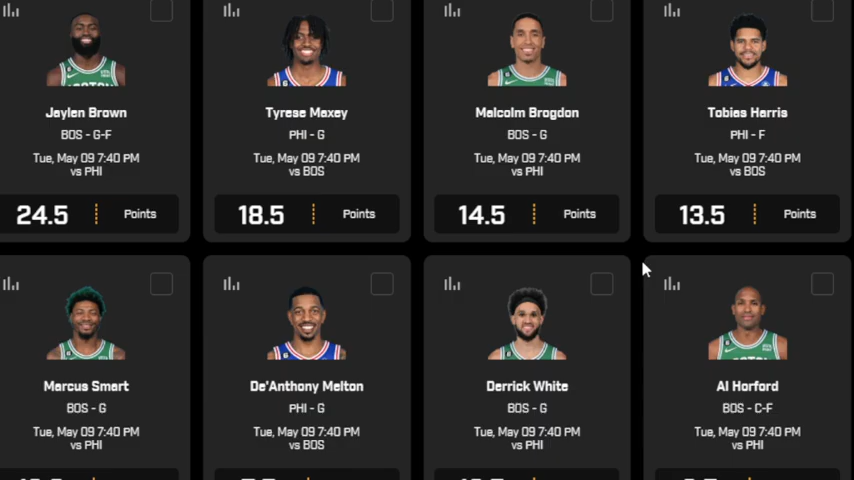 Jaylen Brown
BOS - G-F
Tue, May 09 7:40 PM
vs PHI
24.5 Points
Tyrese Maxey
PHI - G
Tue, May 09 7:40 PM
vs BOS
18.5 Points
Malcolm Brogdon
BOS - G
Tue, May 09 7:40 PM
vs PHI
14.5 Points
Tobias Harris
PHI - F
Tue, May 09 7:40 PM
vs BOS
13.5 Points
Marcus Smart
BOS - G
Tue, May 09 7:40 PM
vs PHI
De'Anthony Melton
PHI - G
Tue, May 09 7:40 PM
vs BOS
Derrick White
BOS - G
Tue, May 09 7:40 PM
vs PHI
Al Horford
BOS - C-F
Tue, May 09 7:40 PM
vs PHI